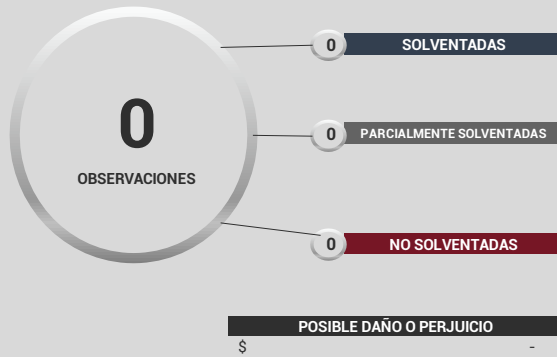 0
OBSERVACIONES
0 SOLVENTADAS
0 PARCIALMENTE SOLVENTADAS
0 NO SOLVENTADAS
POSIBLE DAÑO O PERJUICIO
$ -